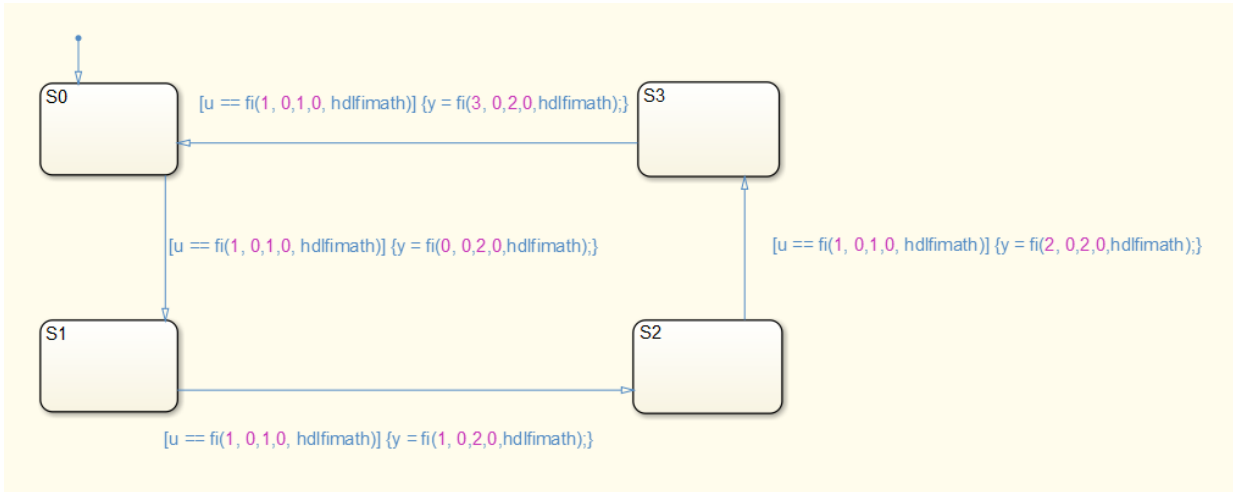 S0
[u == fi(1, 0,1,0, hdlfimath)] {y = fi(3, 0,2,0,hdlfimath);}
S3
[u == fi(1, 0,1,0, hdlfimath)] {y = fi(0, 0,2,0,hdlfimath);}
[u == fi(1, 0,1,0, hdlfimath)] {y = fi(2, 0,2,0,hdlfimath);}
S1
S2
[u == fi(1, 0,1,0, hdlfimath)] {y = fi(1, 0,2,0,hdlfimath);}